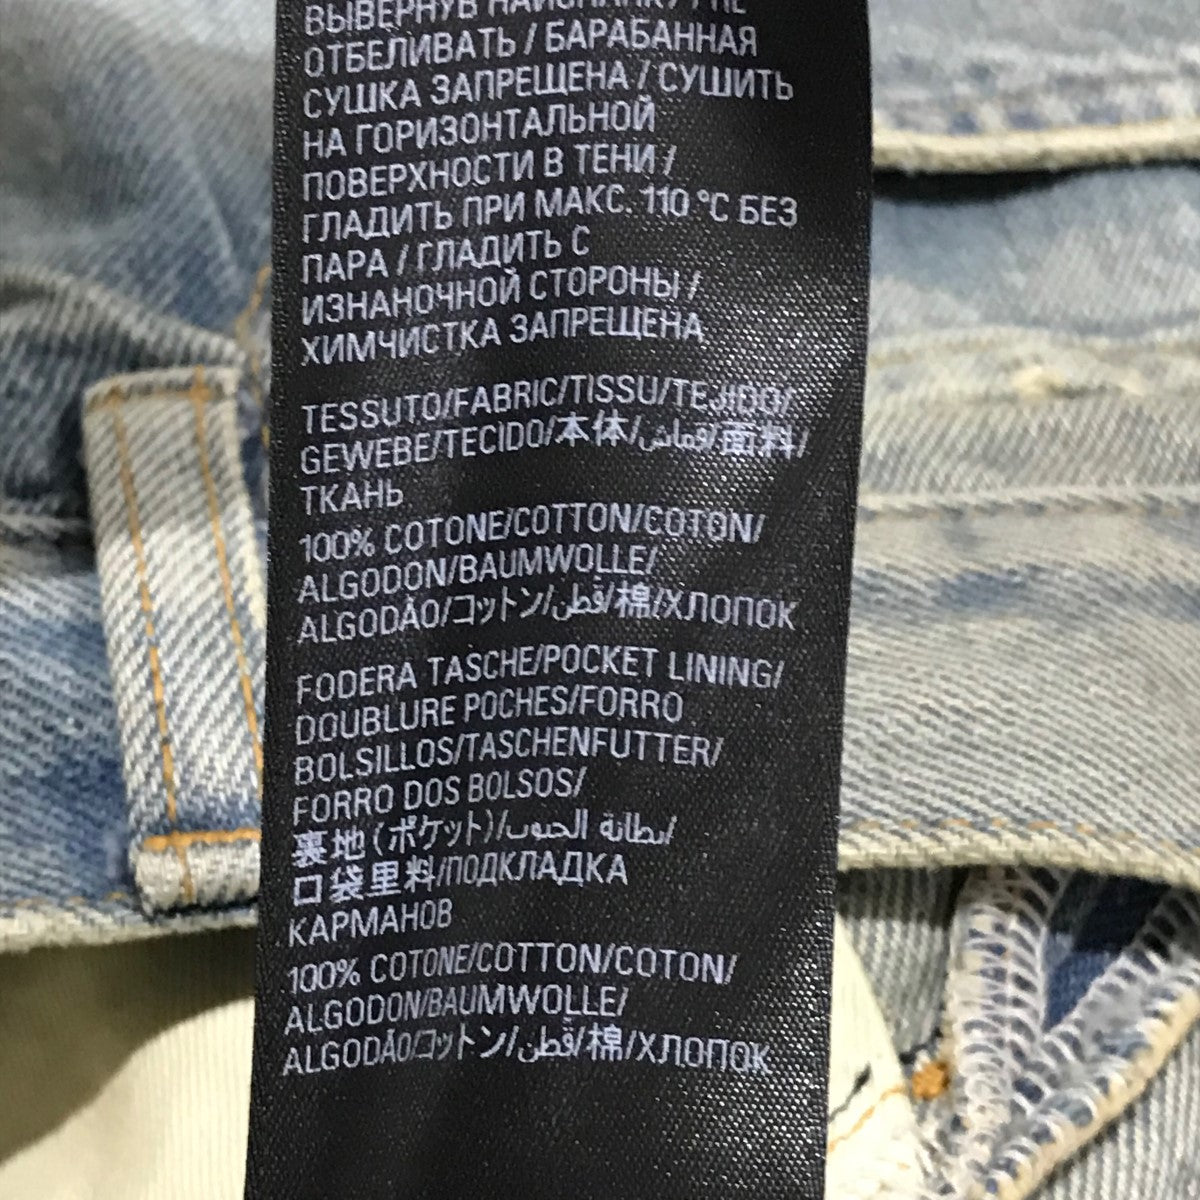 ВЫВЕРНУВ НАИЗНАНКУ / НЕ
ОТБЕЛИВАТЬ / БАРАБАННАЯ
СУШКА ЗАПРЕЩЕНА / СУШИТЬ
НА ГОРИЗОНТАЛЬНОЙ
ПОВЕРХНОСТИ В ТЕНИ /
ГЛАДИТЬ ПРИ МАКС. 110 °C БЕЗ
ПАРА / ГЛАДИТЬ С
ИЗНАНОЧНОЙ СТОРОНЫ /
ХИМЧИСТКА ЗАПРЕЩЕНА
TESSUTO/FABRIC/TISSU/TEJIDO/
GEWEBE/TECIDO/本体/قماش/面料/
ТКАНЬ
100% COTONE/COTTON/COTON/
ALGODON/BAUMWOLLE/
ALGODÃO/コットン/قطن/棉/ХЛОПОК
FODERA TASCHE/POCKET LINING/
DOUBLURE POCHES/FORRO
BOLSILLOS/TASCHENFUTTER/
FORRO DOS BOLSOS/
裏地(ポケット)/بطانة الجيوب/
口袋里料/ПОДКЛАДКА
КАРМАНОВ
100% COTONE/COTTON/COTON/
ALGODON/BAUMWOLLE/
ALGODÃO/コットン/قطن/棉/ХЛОПОК